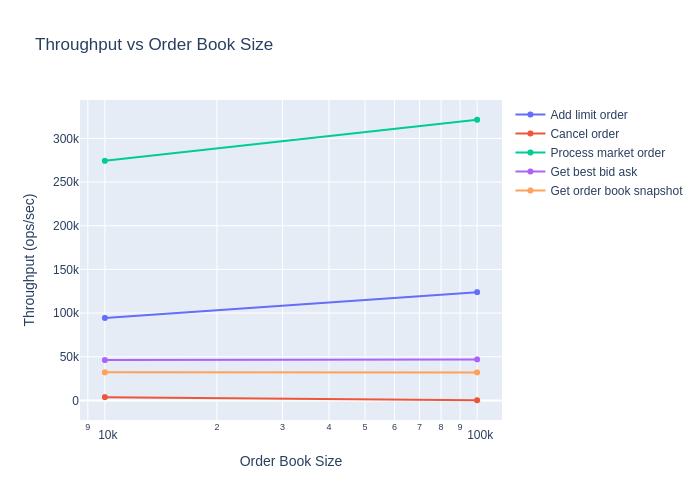 Throughput vs Order Book Size
Add limit order
Cancel order
Process market order
Get best bid ask
Get order book snapshot
300k
250k
200k
150k
100k
50k
0
Throughput (ops/sec)
9 2 3 4 5 6 7 8 9
10k 100k
Order Book Size